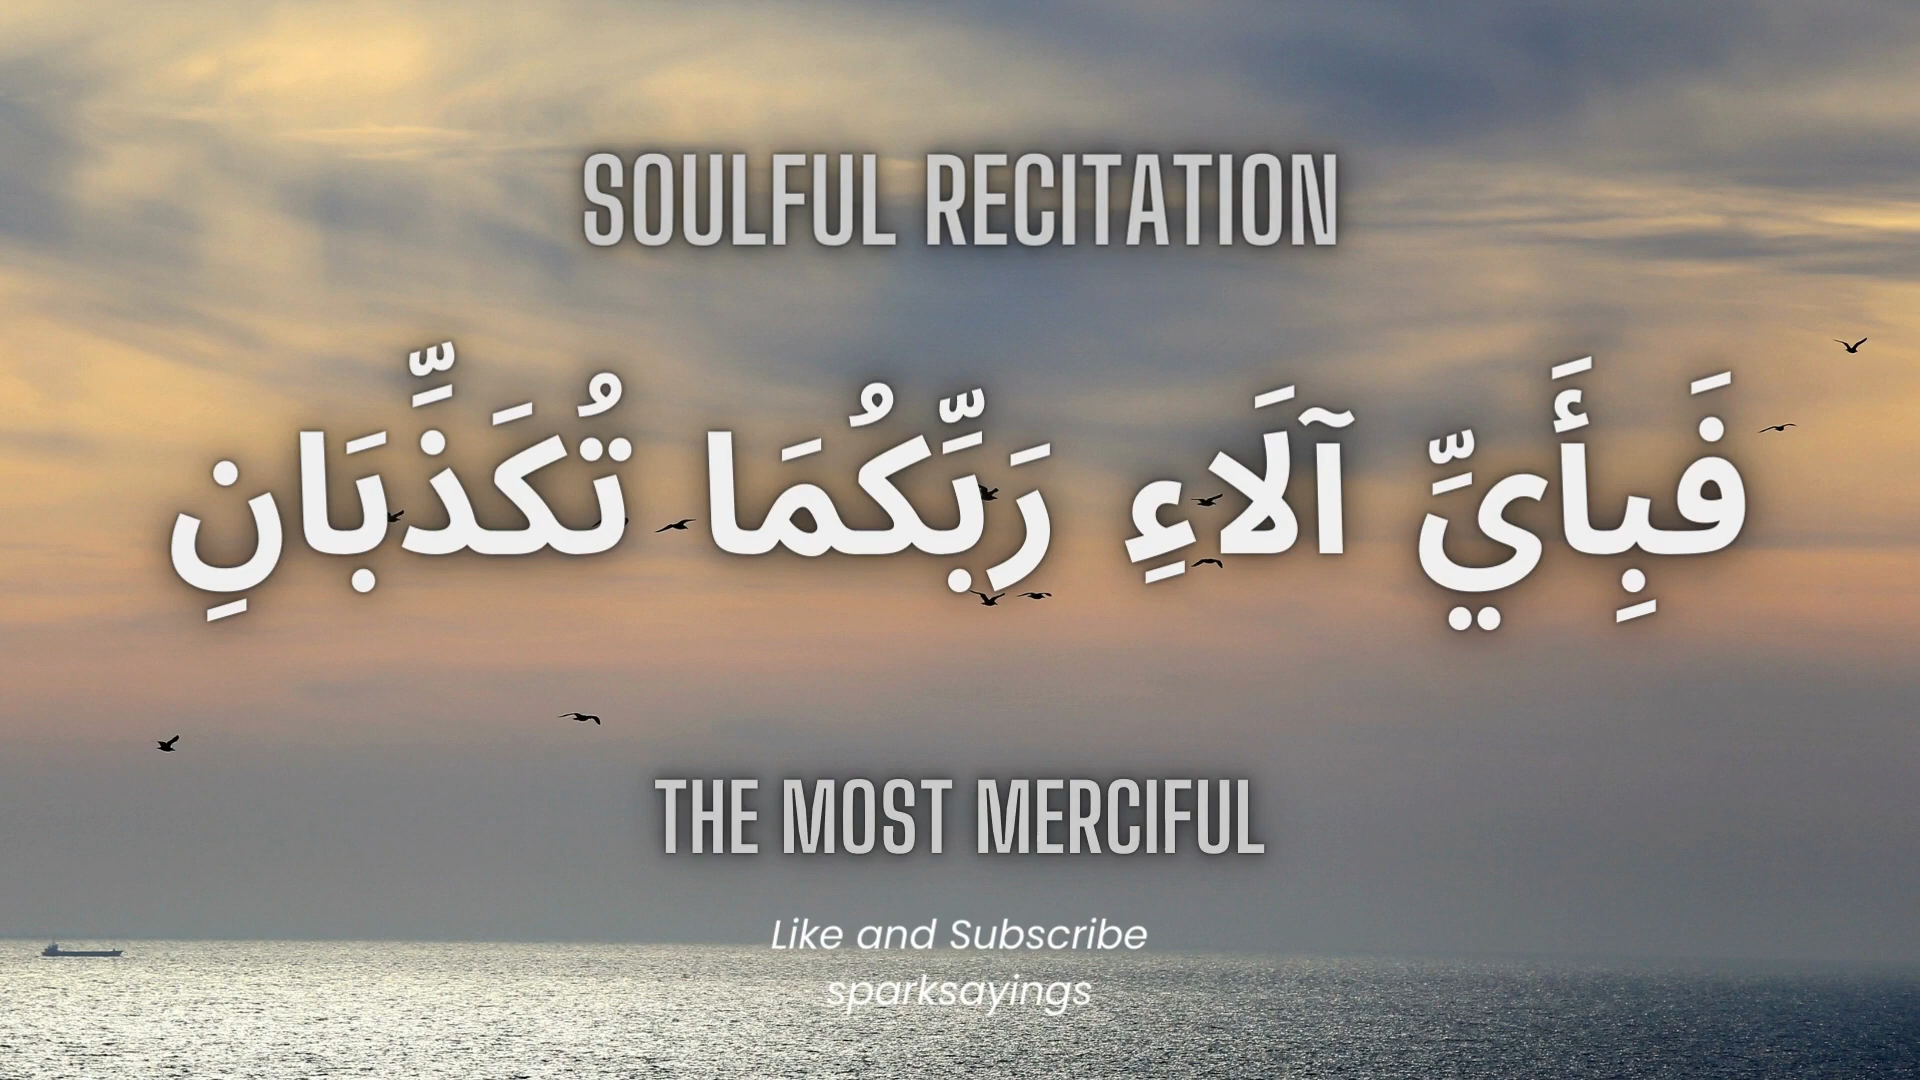 SOULFUL RECITATION
فَبِأَيِّ آلَاءِ رَبِّكُمَا تُكَذِّبَانِ
THE MOST MERCIFUL
Like and Subscribe
sparksayings